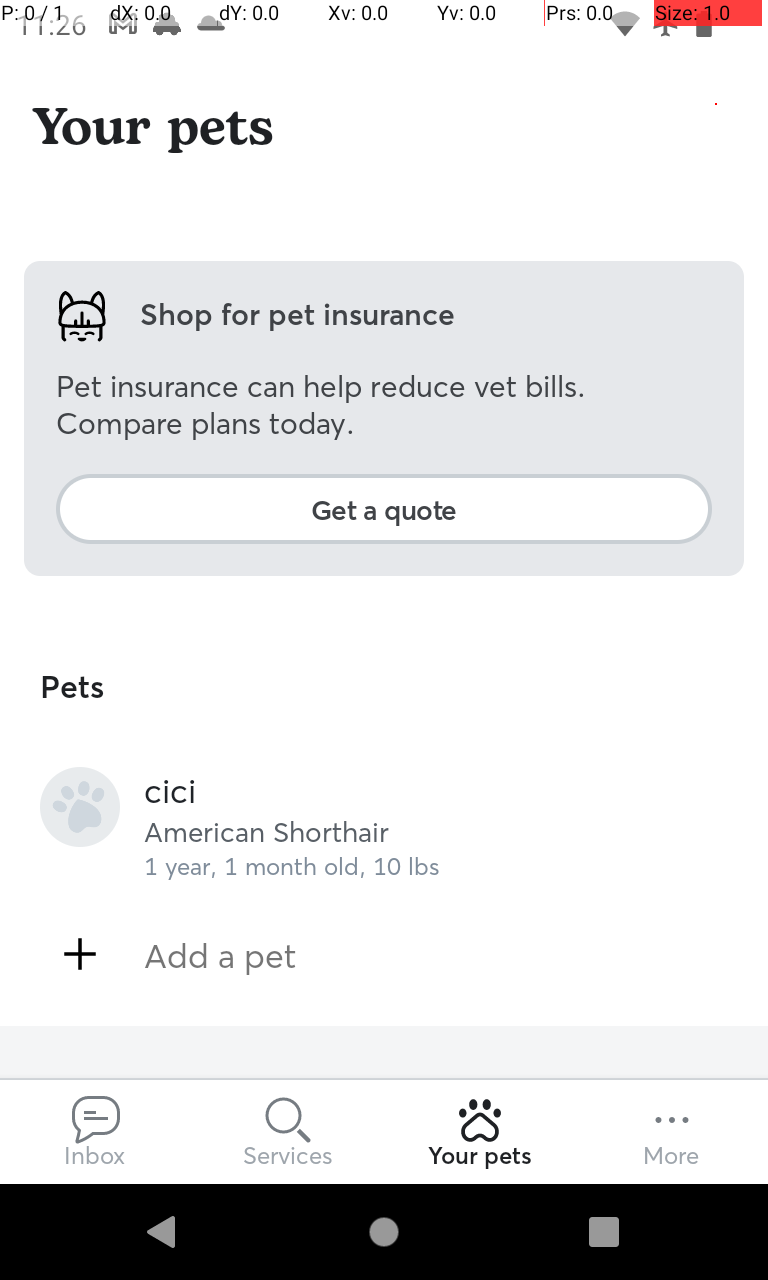 P: 0 / 1 dX: 0.0 dY: 0.0 Xv: 0.0 Yv: 0.0 Prs: 0.0 Size: 1.0
11:26
Your pets
Shop for pet insurance
Pet insurance can help reduce vet bills.
Compare plans today.
Get a quote
Pets
cici
American Shorthair
1 year, 1 month old, 10 lbs
Add a pet
Inbox Services Your pets More